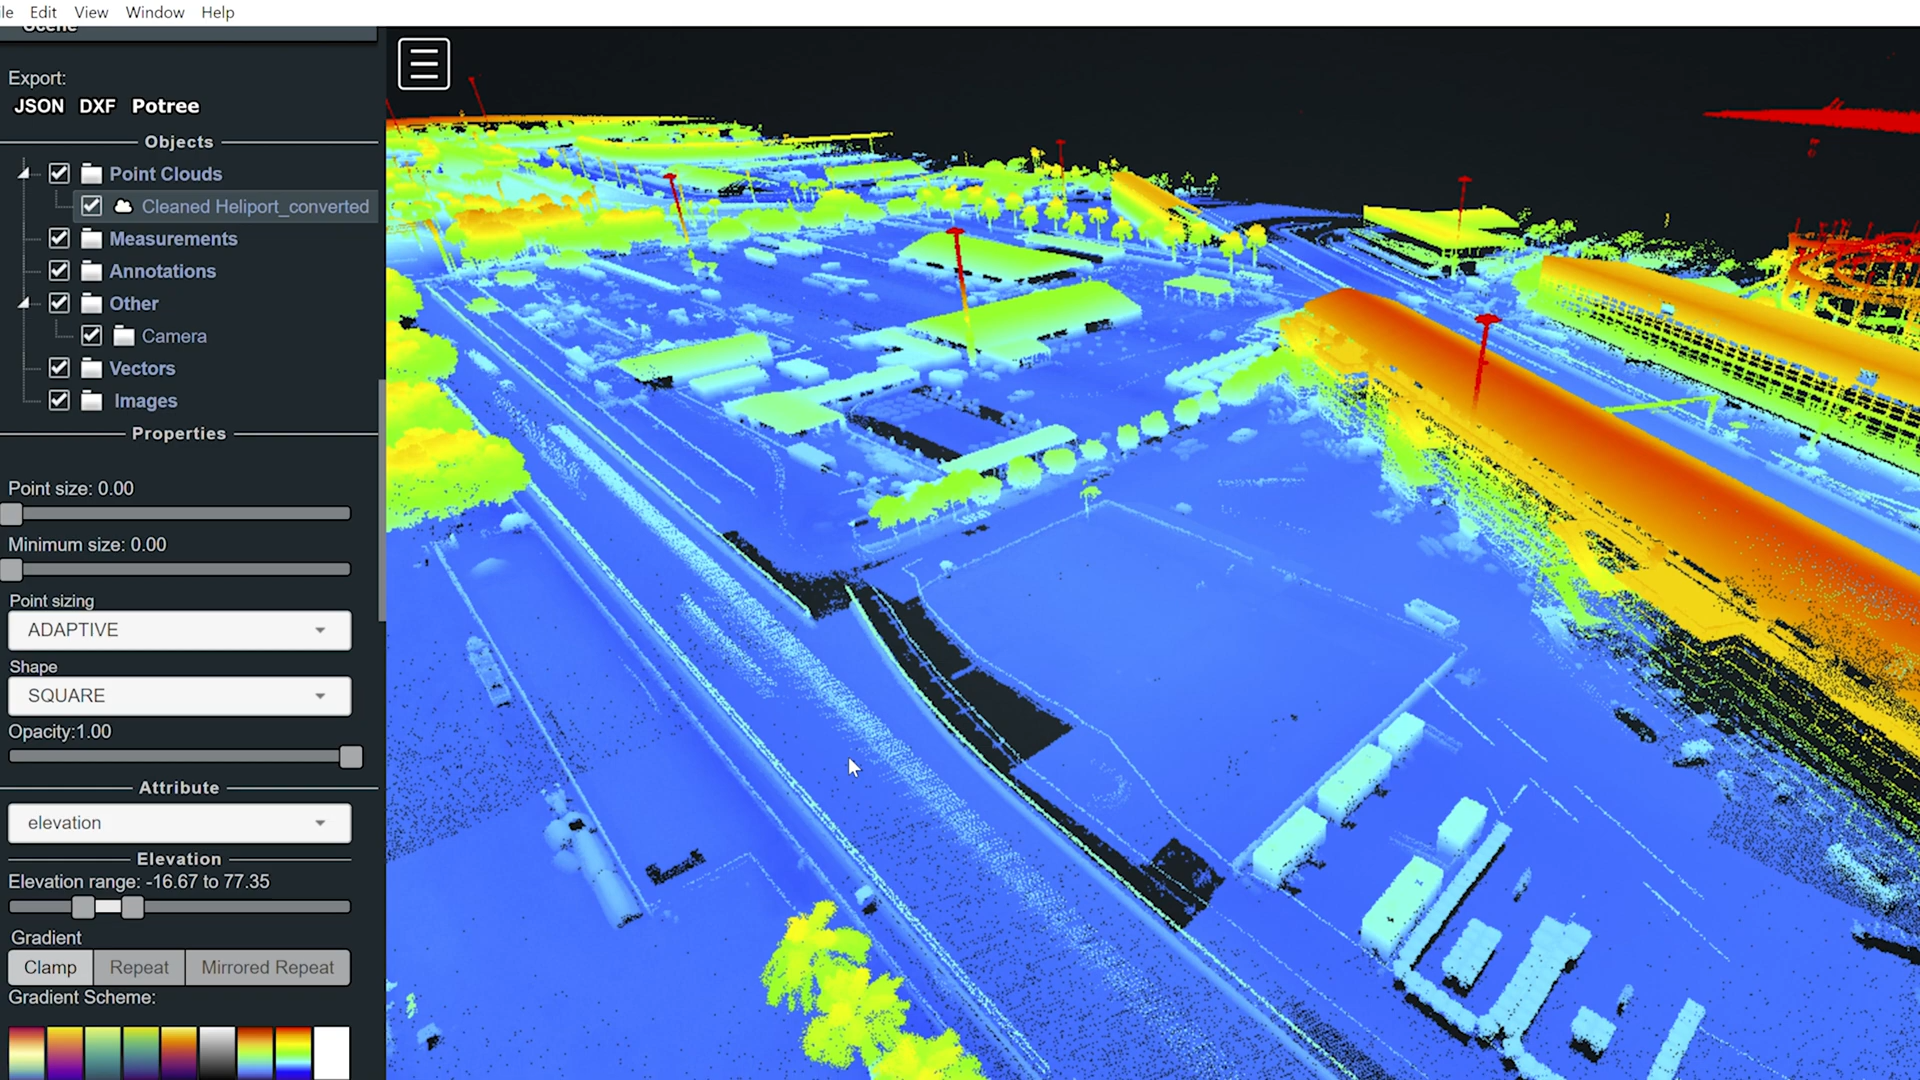 Edit View Window Help
Scene
Export:
JSON DXF Potree
Objects
Point Clouds
Cleaned Heliport_converted
Measurements
Annotations
Other
Camera
Vectors
Images
Properties
Point size: 0.00
Minimum size: 0.00
Point sizing
ADAPTIVE
Shape
SQUARE
Opacity:1.00
Attribute
elevation
Elevation
Elevation range: -16.67 to 77.35
Gradient
Clamp Repeat Mirrored Repeat
Gradient Scheme: